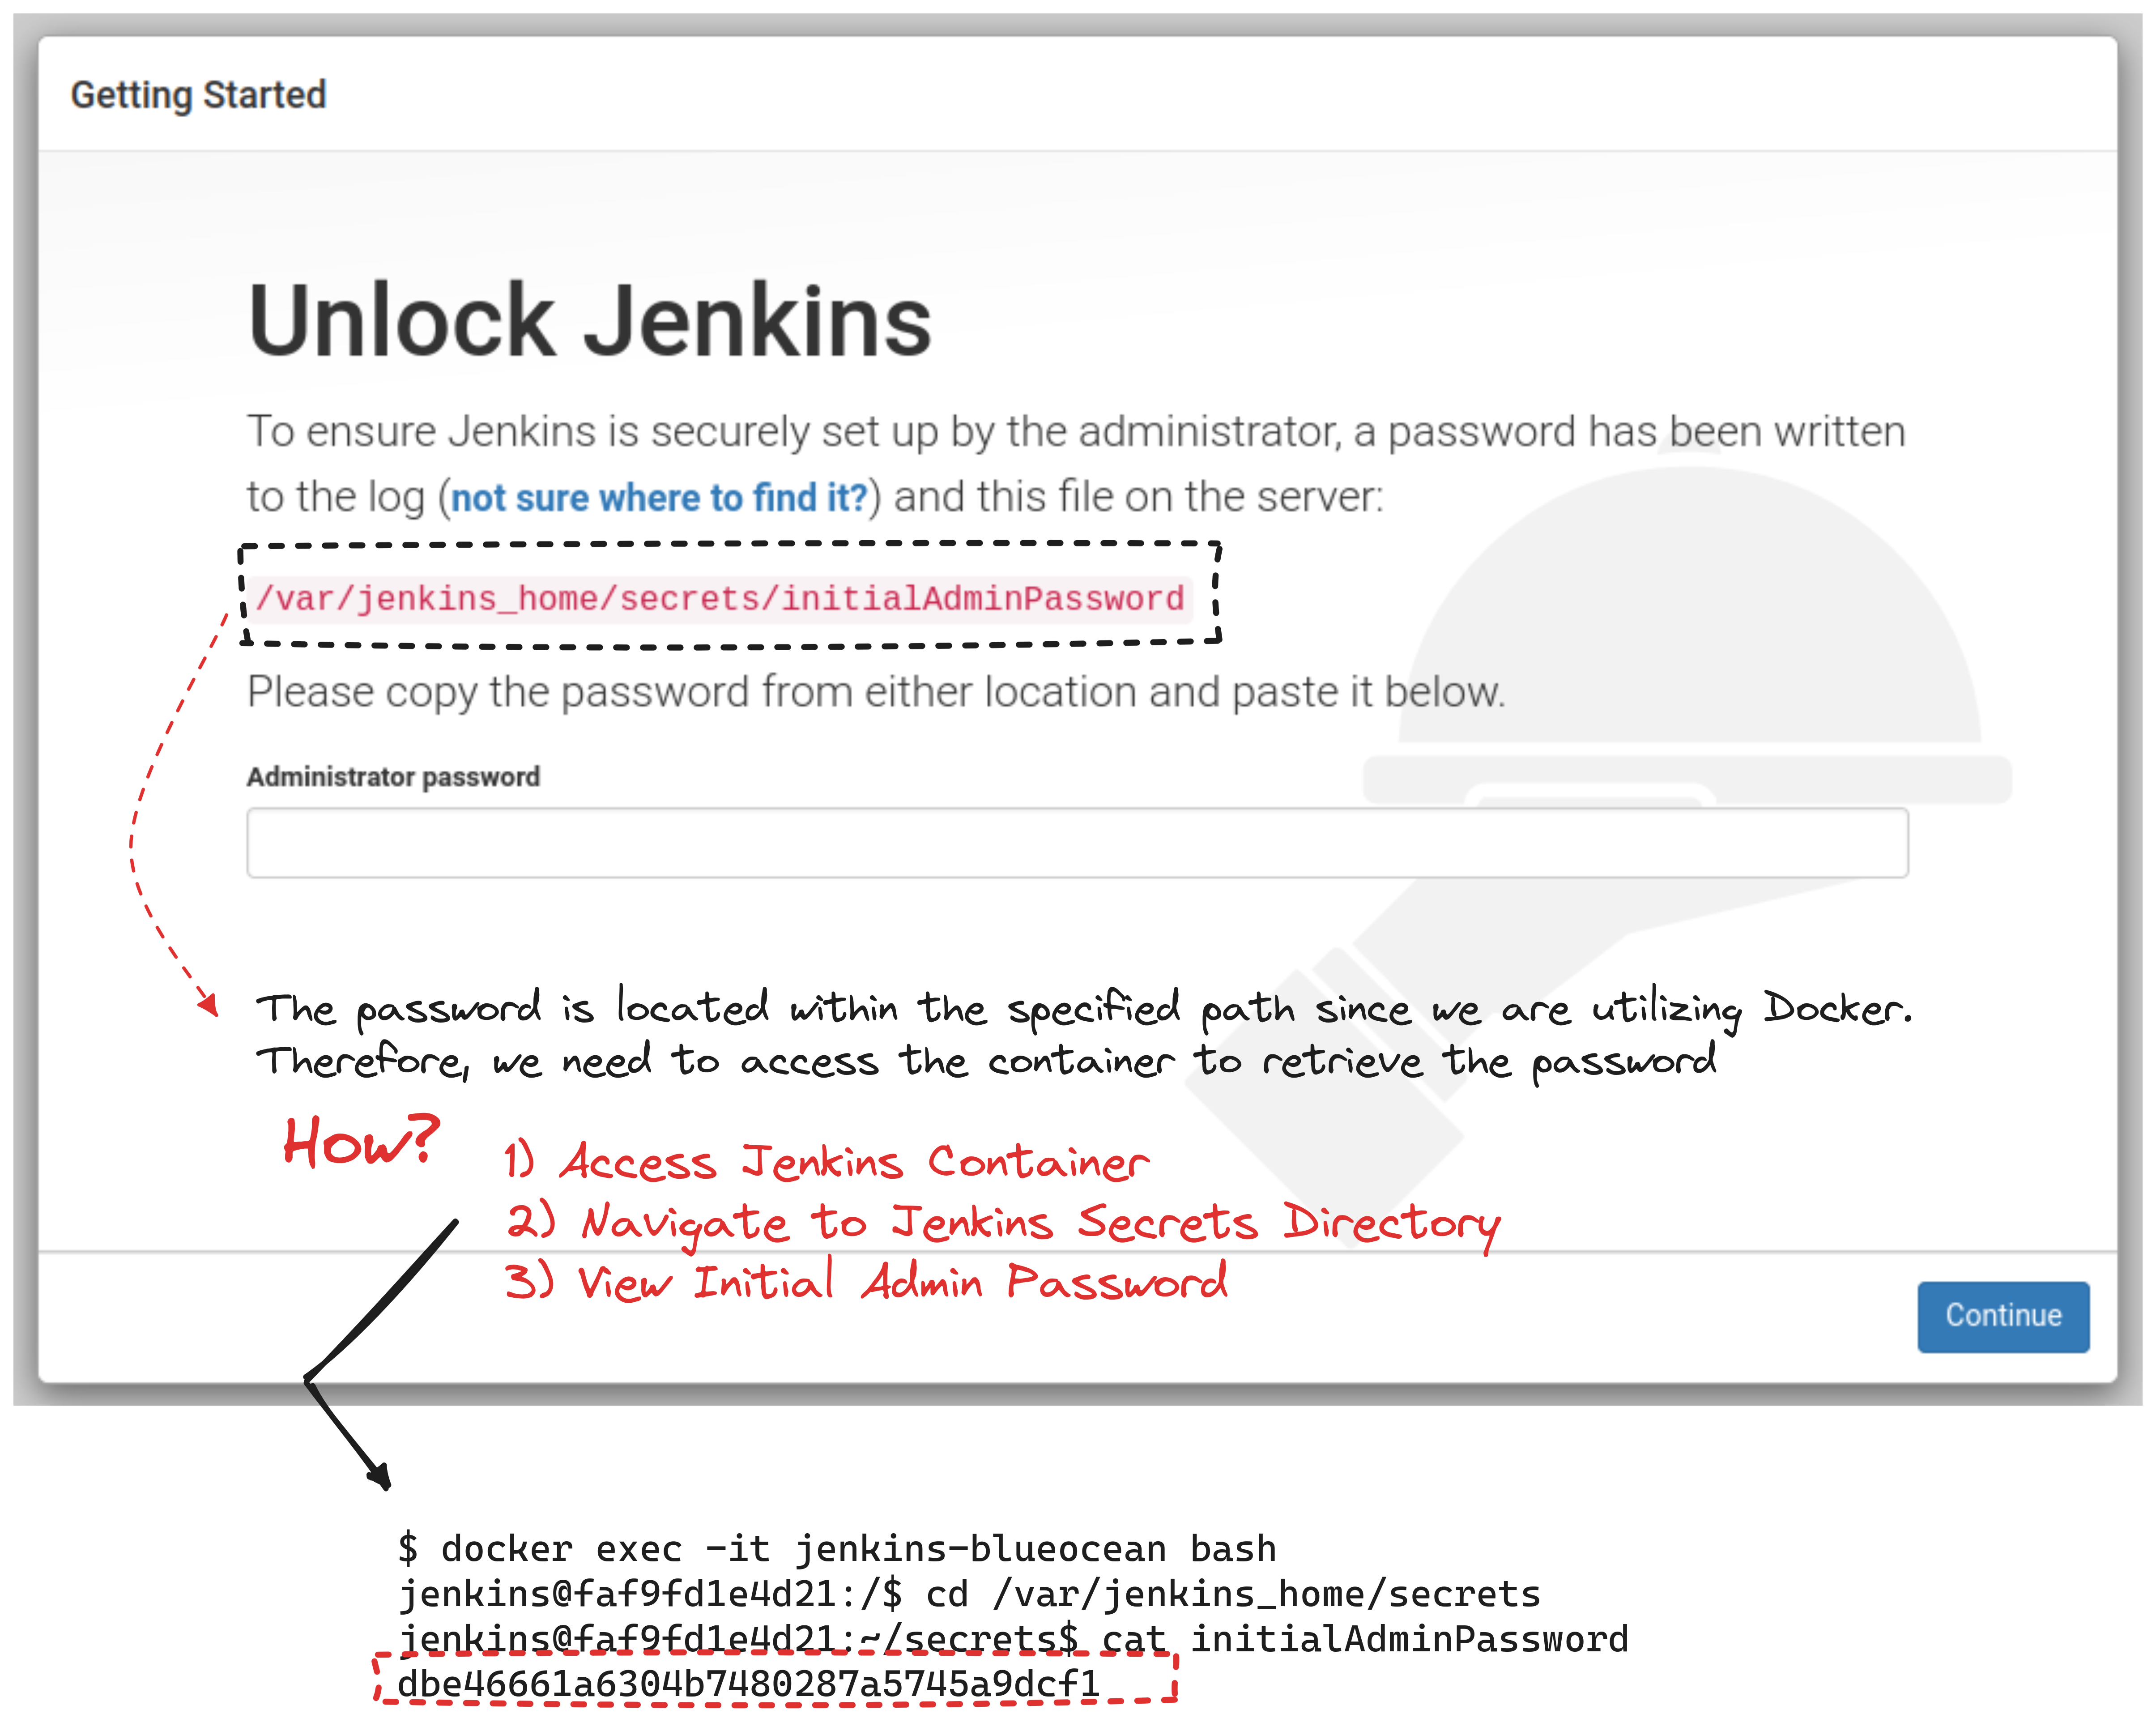 Getting Started
Unlock Jenkins
To ensure Jenkins is securely set up by the administrator, a password has been written
to the log (not sure where to find it?) and this file on the server:
/var/jenkins_home/secrets/initialAdminPassword
Please copy the password from either location and paste it below.
Administrator password
The password is located within the specified path since we are utilizing Docker.
Therefore, we need to access the container to retrieve the password
How?
1) Access Jenkins Container
2) Navigate to Jenkins Secrets Directory
3) View Initial Admin Password
Continue
$ docker exec -it jenkins-blueocean bash
jenkins@faf9fd1e4d21:/$ cd /var/jenkins_home/secrets
jenkins@faf9fd1e4d21:~/secrets$ cat initialAdminPassword
dbe46661a6304b7480287a5745a9dcf1